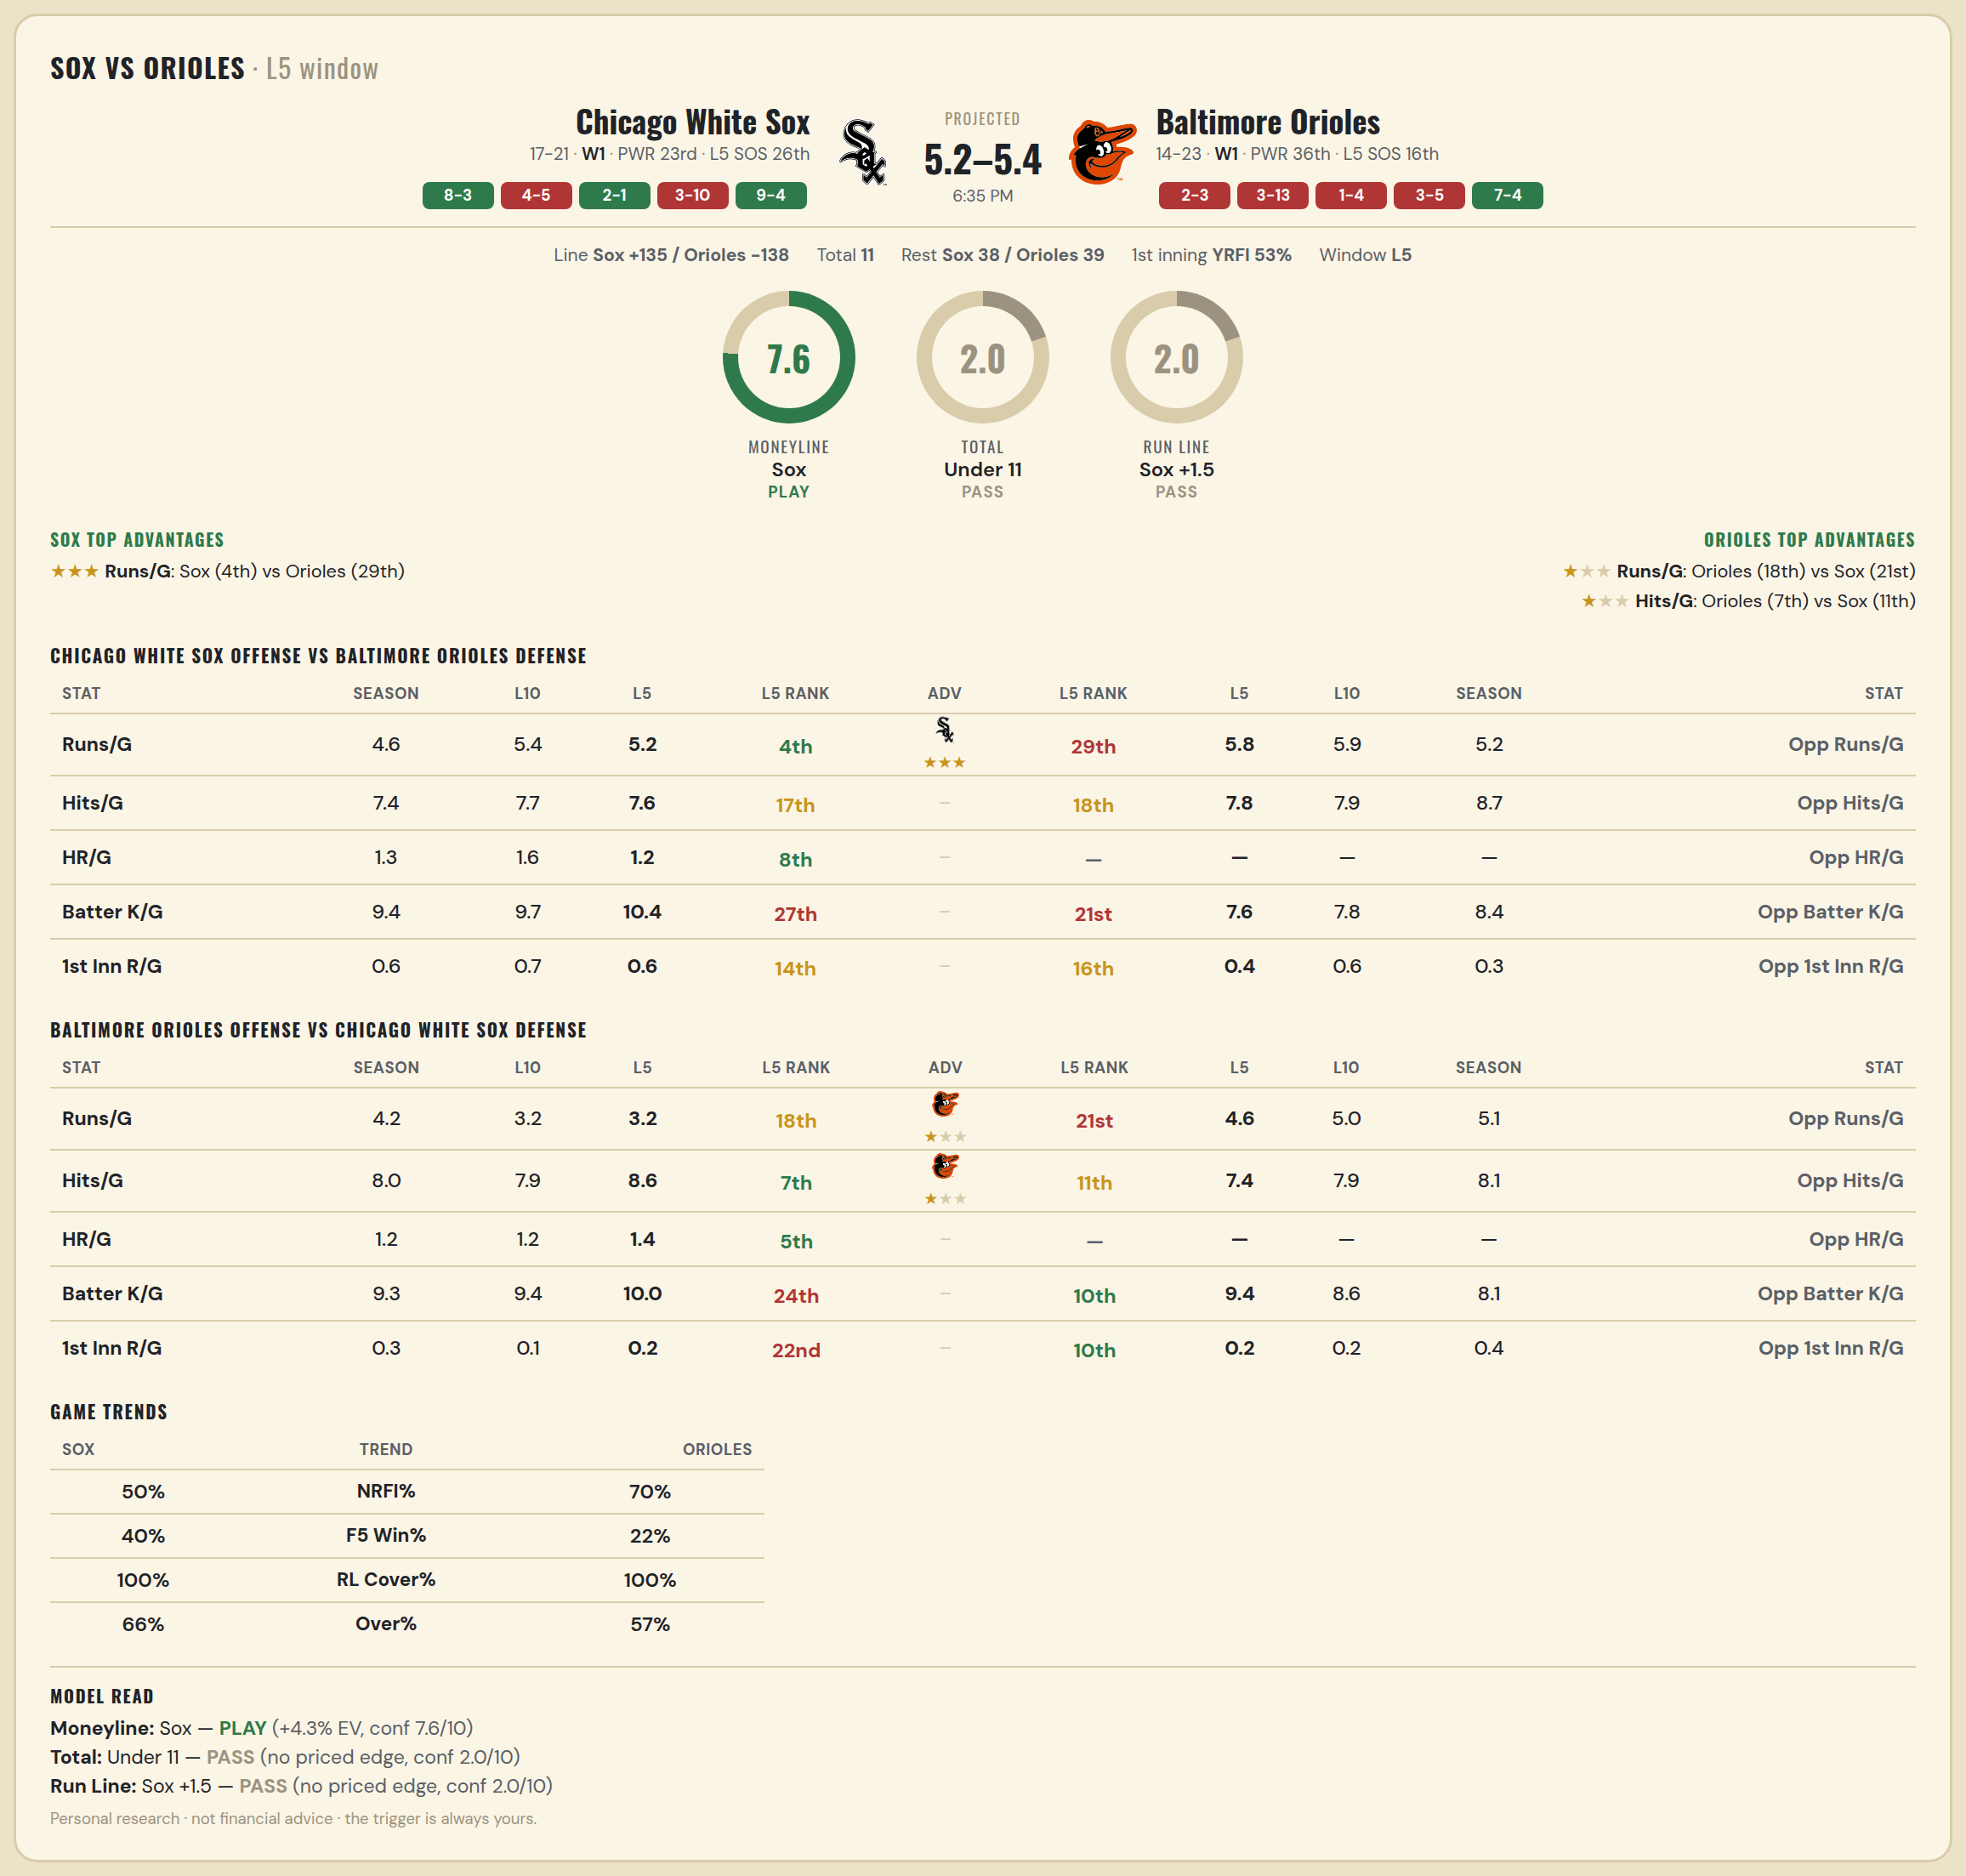 SOX VS ORIOLES · L5 window
Chicago White Sox
17-21 · W1 · PWR 23rd · L5 SOS 26th
8-3 4-5 2-1 3-10 9-4
PROJECTED
5.2–5.4
6:35 PM
Baltimore Orioles
14-23 · W1 · PWR 36th · L5 SOS 16th
2-3 3-13 1-4 3-5 7-4
Line Sox +135 / Orioles -138 Total 11 Rest Sox 38 / Orioles 39 1st inning YRFI 53% Window L5
7.6 2.0 2.0
MONEYLINE TOTAL RUN LINE
Sox Under 11 Sox +1.5
PLAY PASS PASS
SOX TOP ADVANTAGES
★★★ Runs/G: Sox (4th) vs Orioles (29th)
ORIOLES TOP ADVANTAGES
★★★ Runs/G: Orioles (18th) vs Sox (21st)
★★★ Hits/G: Orioles (7th) vs Sox (11th)
CHICAGO WHITE SOX OFFENSE VS BALTIMORE ORIOLES DEFENSE
STAT SEASON L10 L5 L5 RANK ADV L5 RANK L5 L10 SEASON STAT
Runs/G 4.6 5.4 5.2 4th ★★★ 29th 5.8 5.9 5.2 Opp Runs/G
Hits/G 7.4 7.7 7.6 17th – 18th 7.8 7.9 8.7 Opp Hits/G
HR/G 1.3 1.6 1.2 8th – — — — — Opp HR/G
Batter K/G 9.4 9.7 10.4 27th – 21st 7.6 7.8 8.4 Opp Batter K/G
1st Inn R/G 0.6 0.7 0.6 14th – 16th 0.4 0.6 0.3 Opp 1st Inn R/G
BALTIMORE ORIOLES OFFENSE VS CHICAGO WHITE SOX DEFENSE
STAT SEASON L10 L5 L5 RANK ADV L5 RANK L5 L10 SEASON STAT
Runs/G 4.2 3.2 3.2 18th ★★★ 21st 4.6 5.0 5.1 Opp Runs/G
Hits/G 8.0 7.9 8.6 7th ★★★ 11th 7.4 7.9 8.1 Opp Hits/G
HR/G 1.2 1.2 1.4 5th – — — — — Opp HR/G
Batter K/G 9.3 9.4 10.0 24th – 10th 9.4 8.6 8.1 Opp Batter K/G
1st Inn R/G 0.3 0.1 0.2 22nd – 10th 0.2 0.2 0.4 Opp 1st Inn R/G
GAME TRENDS
SOX TREND ORIOLES
50% NRFI% 70%
40% F5 Win% 22%
100% RL Cover% 100%
66% Over% 57%
MODEL READ
Moneyline: Sox — PLAY (+4.3% EV, conf 7.6/10)
Total: Under 11 — PASS (no priced edge, conf 2.0/10)
Run Line: Sox +1.5 — PASS (no priced edge, conf 2.0/10)
Personal research · not financial advice · the trigger is always yours.